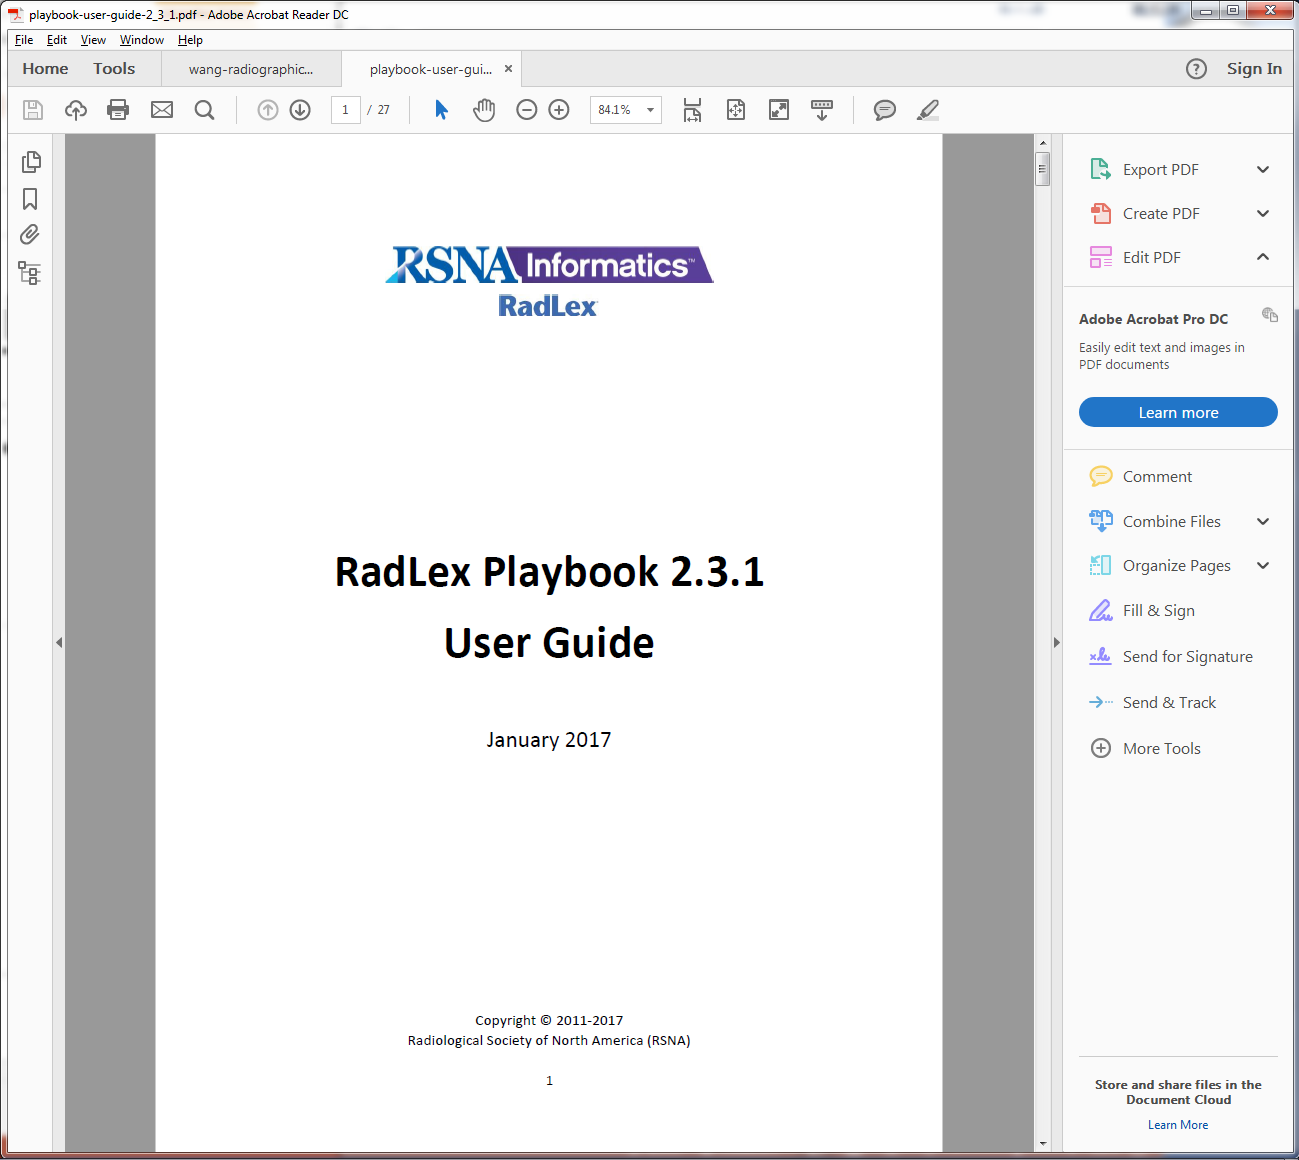 playbook-user-guide-2_3_1.pdf - Adobe Acrobat Reader DC
File Edit View Window Help
Home Tools wang-radiographic... playbook-user-gui... Sign In
1 / 27 84.1%
Export PDF
Create PDF
Edit PDF
Adobe Acrobat Pro DC
Easily edit text and images in
PDF documents
Learn more
Comment
Combine Files
Organize Pages
Fill & Sign
Send for Signature
Send & Track
More Tools
Store and share files in the
Document Cloud
Learn More
RSNA Informatics™
RadLex
RadLex Playbook 2.3.1
User Guide
January 2017
Copyright © 2011-2017
Radiological Society of North America (RSNA)
1